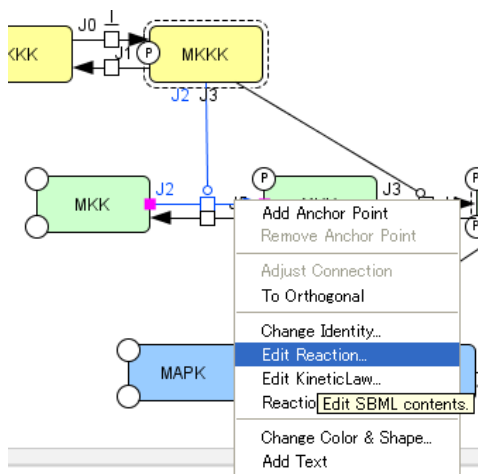 J0 I
KKK P MKKK
J1
J2 J3
P P
MKK J2 J3
P
Add Anchor Point
Remove Anchor Point
Adjust Connection
To Orthogonal
Change Identity...
Edit Reaction...
MAPK
Edit KineticLaw...
Reactio Edit SBML contents.
Change Color & Shape...
Add Text